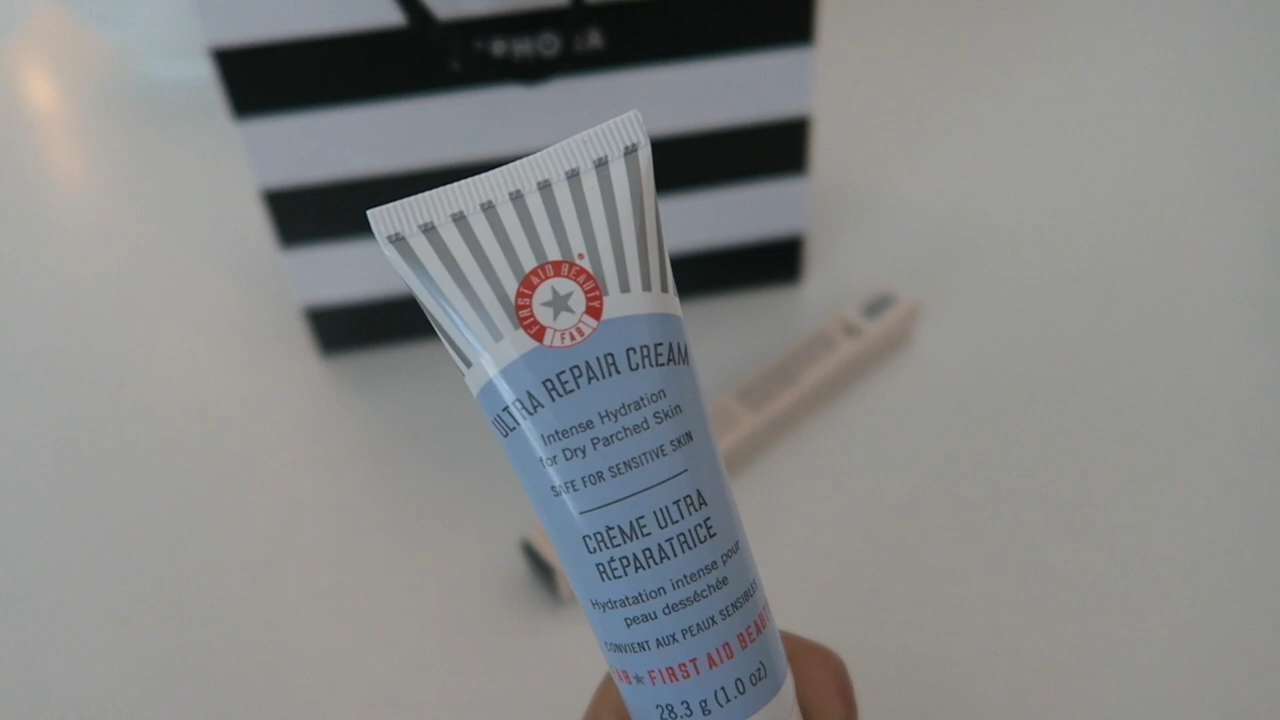 FIRST AID BEAUTY
FAB
ULTRA REPAIR CREAM
Intense Hydration
for Dry Parched Skin
SAFE FOR SENSITIVE SKIN
CRÈME ULTRA
RÉPARATRICE
Hydratation intense pour
peau desséchée
CONVIENT AUX PEAUX SENSIBLES
FAB★FIRST AID BEAUTY
28.3 g (1.0 oz)